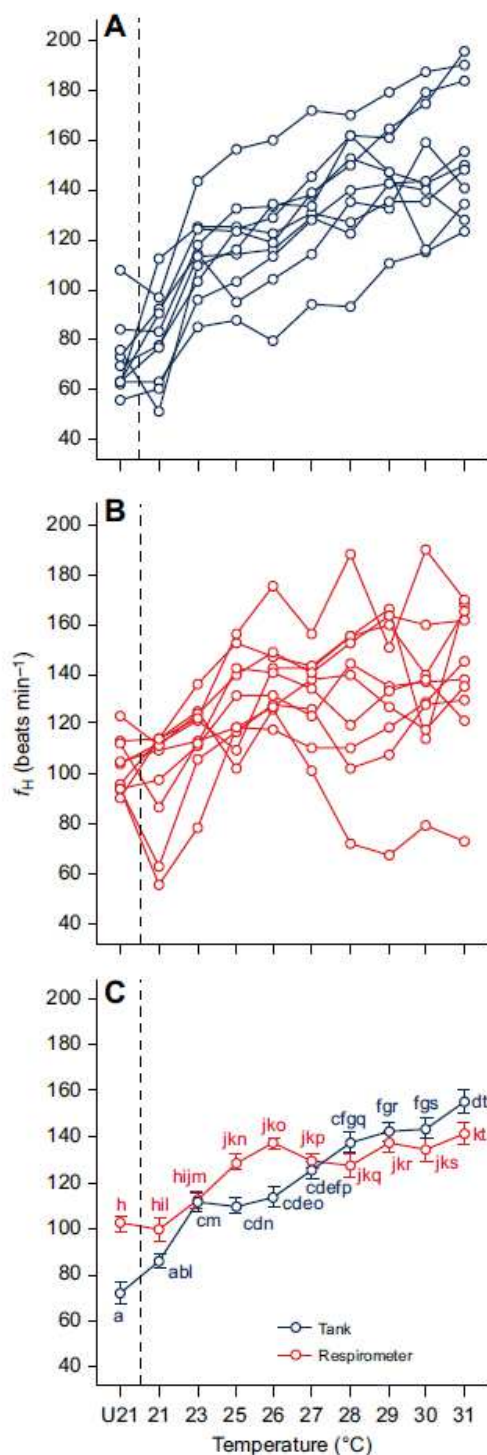 A
200
180
160
140
120
100
80
60
40
B
200
180
160
140
120
100
80
60
40
fH (beats min–1)
C
200
180
160
140
120
100
80
60
40
h
hil
hijm
jkn
jko
jkp
jkq
jkr
jks
kt
a
abl
cm
cdn
cdeo
cdefp
cfgq
fgr
fgs
dt
Tank
Respirometer
U21 21 23 25 26 27 28 29 30 31
Temperature (°C)